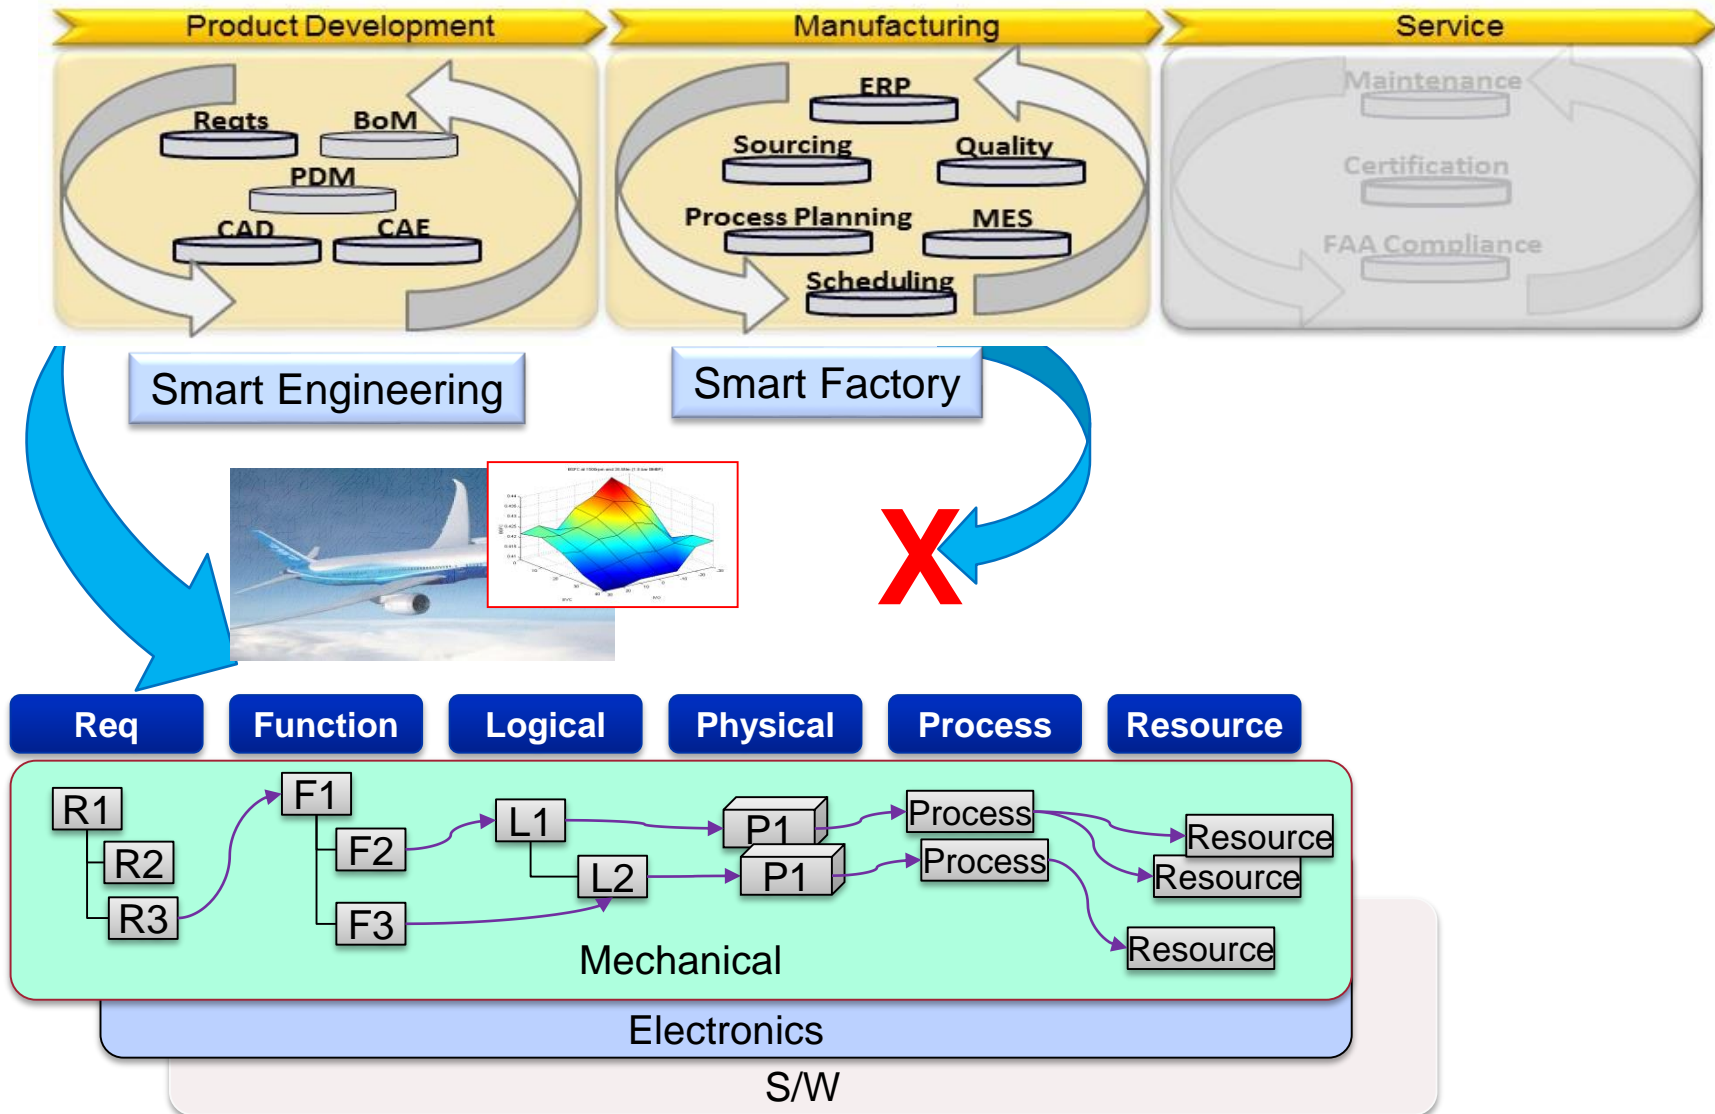 Product Development
Manufacturing
Service
Reqts
BoM
PDM
CAD
CAE
ERP
Sourcing
Quality
Process Planning
MES
Scheduling
Maintenance
Certification
FAA Compliance
Smart Engineering
Smart Factory
X
Req
Function
Logical
Physical
Process
Resource
R1
R2
R3
F1
F2
F3
L1
L2
P1
P1
Process
Process
Resource
Resource
Resource
Mechanical
Electronics
S/W